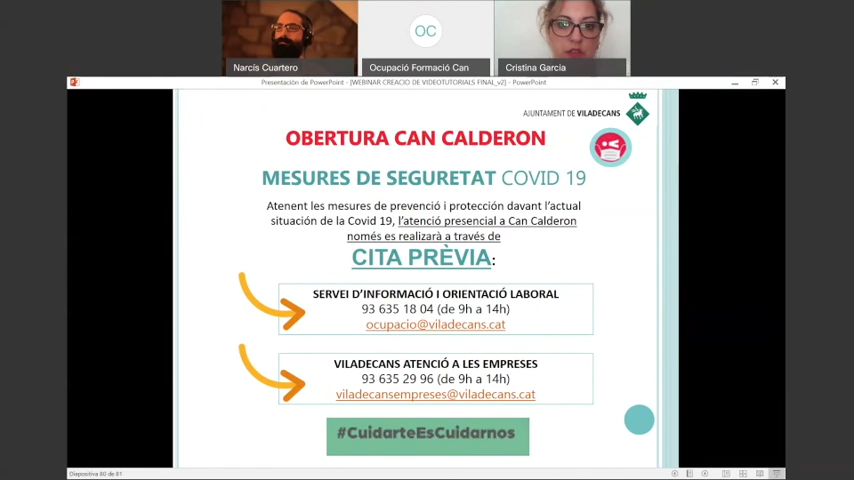 OC
Narcís Cuartero
Ocupació Formació Can
Cristina Garcia
Presentación de PowerPoint - [WEBINAR CREACIO DE VIDEOTUTORIALS FINAL_v2] - PowerPoint
AJUNTAMENT DE VILADECANS
OBERTURA CAN CALDERON
MESURES DE SEGURETAT COVID 19
Atenent les mesures de prevenció i protección davant l'actual
situación de la Covid 19, l'atenció presencial a Can Calderon
només es realizarà a través de
CITA PRÈVIA:
SERVEI D'INFORMACIÓ I ORIENTACIÓ LABORAL
93 635 18 04 (de 9h a 14h)
ocupacio@viladecans.cat
VILADECANS ATENCIÓ A LES EMPRESES
93 635 29 96 (de 9h a 14h)
viladecansempreses@viladecans.cat
#CuidarteEsCuidarnos
Diapositiva 80 de 81